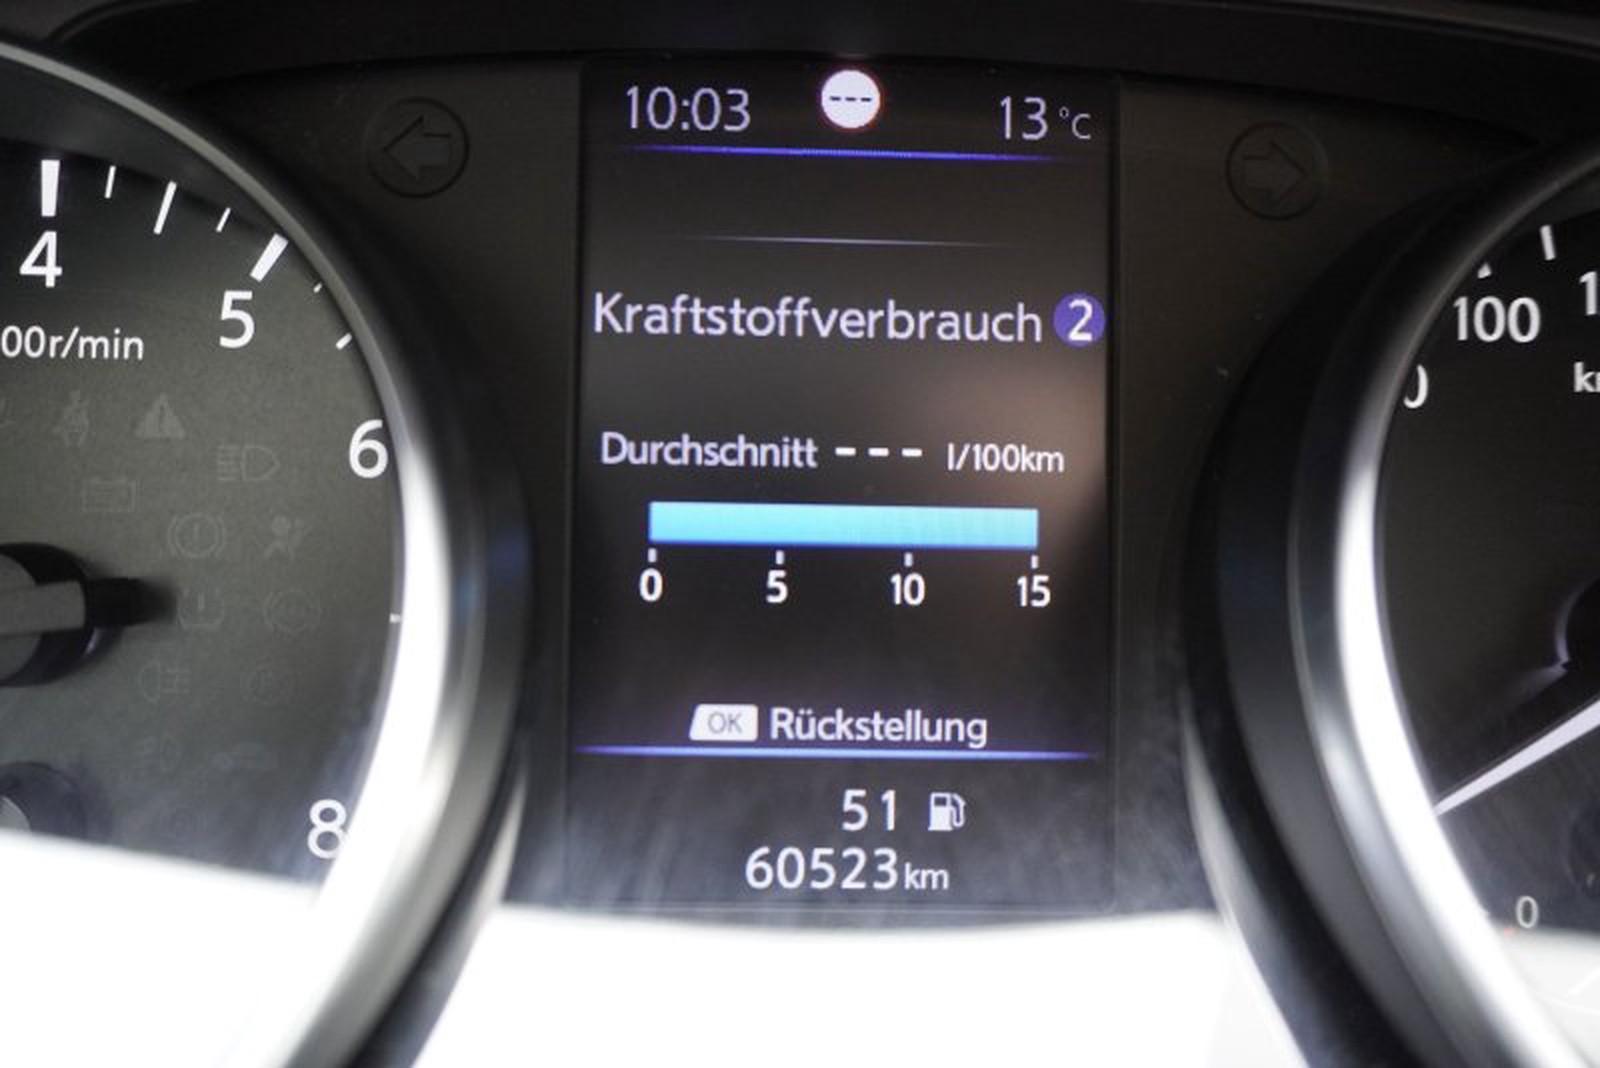 10:03 --- 13 °C
Kraftstoffverbrauch 2
Durchschnitt --- l/100km
0 5 10 15
OK Rückstellung
51
60523 km
4
5
6
8
00r/min
100
0